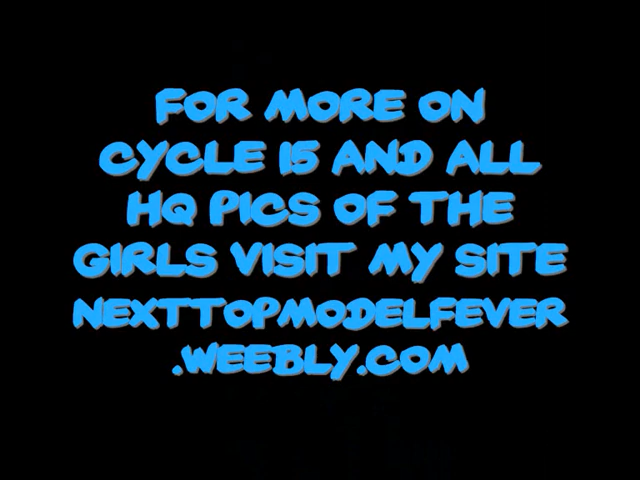 FOR MORE ON
CYCLE 15 AND ALL
HQ PICS OF THE
GIRLS VISIT MY SITE
NEXTTOPMODELFEVER
.WEEBLY.COM